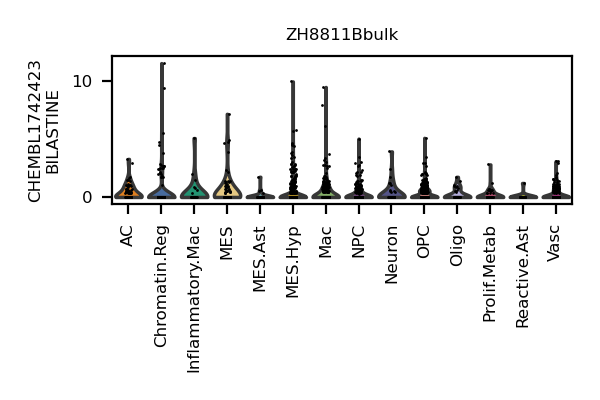 ZH8811Bbulk
CHEMBL1742423
BILASTINE
10
0
AC
Chromatin.Reg
Inflammatory.Mac
MES
MES.Ast
MES.Hyp
Mac
NPC
Neuron
OPC
Oligo
Prolif.Metab
Reactive.Ast
Vasc